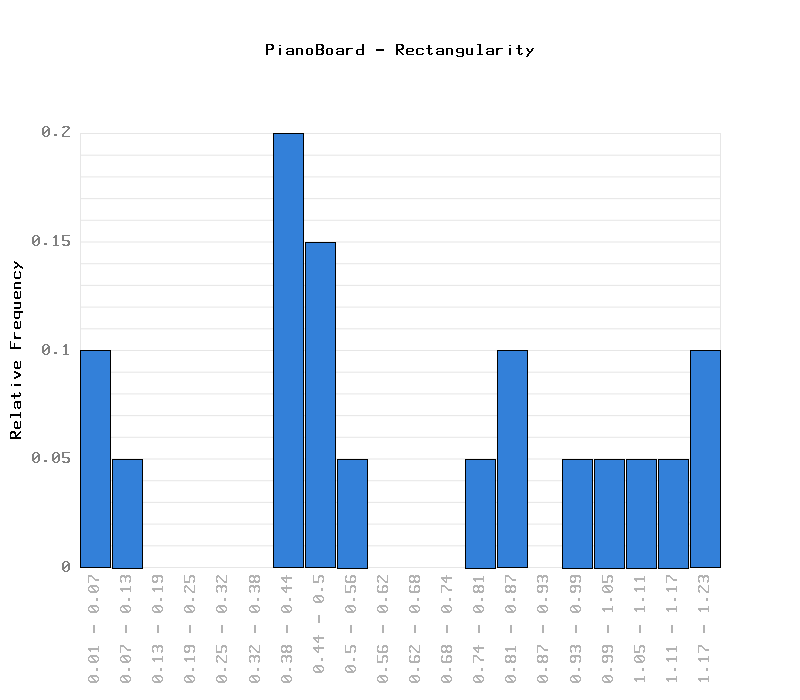 PianoBoard - Rectangularity
Relative Frequency
0.2
0.15
0.1
0.05
0
0.01 - 0.07
0.07 - 0.13
0.13 - 0.19
0.19 - 0.25
0.25 - 0.32
0.32 - 0.38
0.38 - 0.44
0.44 - 0.5
0.5 - 0.56
0.56 - 0.62
0.62 - 0.68
0.68 - 0.74
0.74 - 0.81
0.81 - 0.87
0.87 - 0.93
0.93 - 0.99
0.99 - 1.05
1.05 - 1.11
1.11 - 1.17
1.17 - 1.23